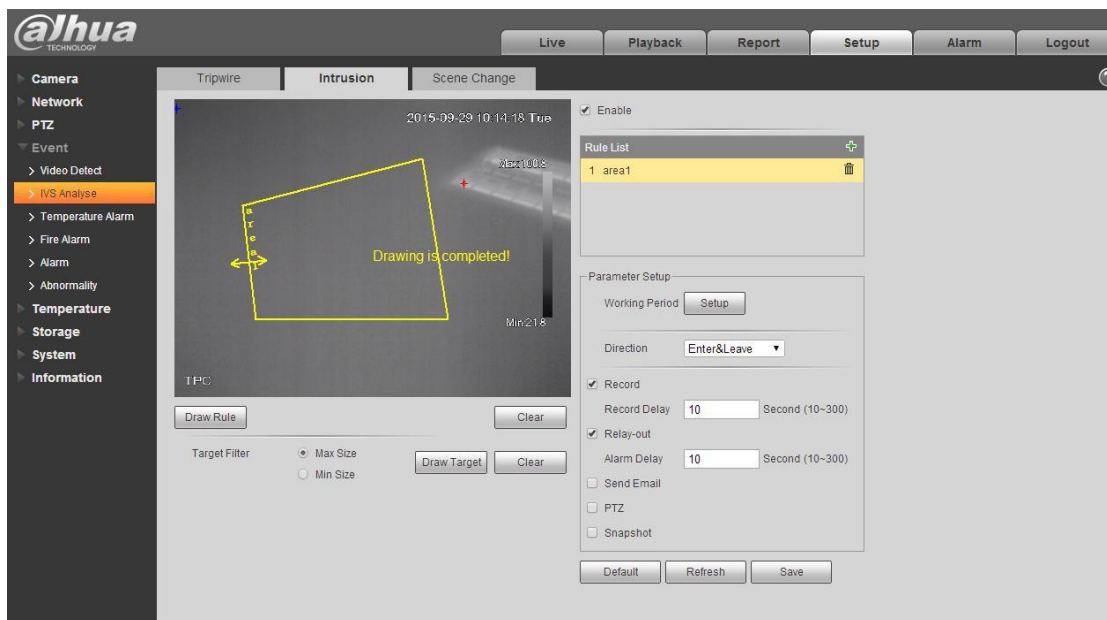 alhua
TECHNOLOGY
Live Playback Report Setup Alarm Logout
Camera
Network
PTZ
Event
Video Detect
IVS Analyse
Temperature Alarm
Fire Alarm
Alarm
Abnormality
Temperature
Storage
System
Information
Tripwire Intrusion Scene Change
2015-09-29 10:14:18 Tue
Max:100.8
area1
Drawing is completed!
Min:21.8
TPC
Draw Rule Clear
Target Filter Max Size Draw Target Clear
Min Size
Enable
Rule List
1 area1
Parameter Setup
Working Period Setup
Direction Enter&Leave
Record
Record Delay 10 Second (10~300)
Relay-out
Alarm Delay 10 Second (10~300)
Send Email
PTZ
Snapshot
Default Refresh Save